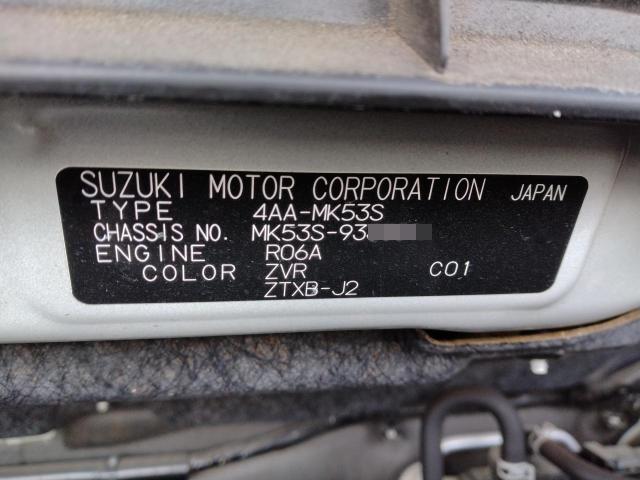 SUZUKI MOTOR CORPORATION JAPAN
TYPE 4AA-MK53S
CHASSIS NO. MK53S-93
ENGINE R06A
COLOR ZVR C01
ZTXB-J2